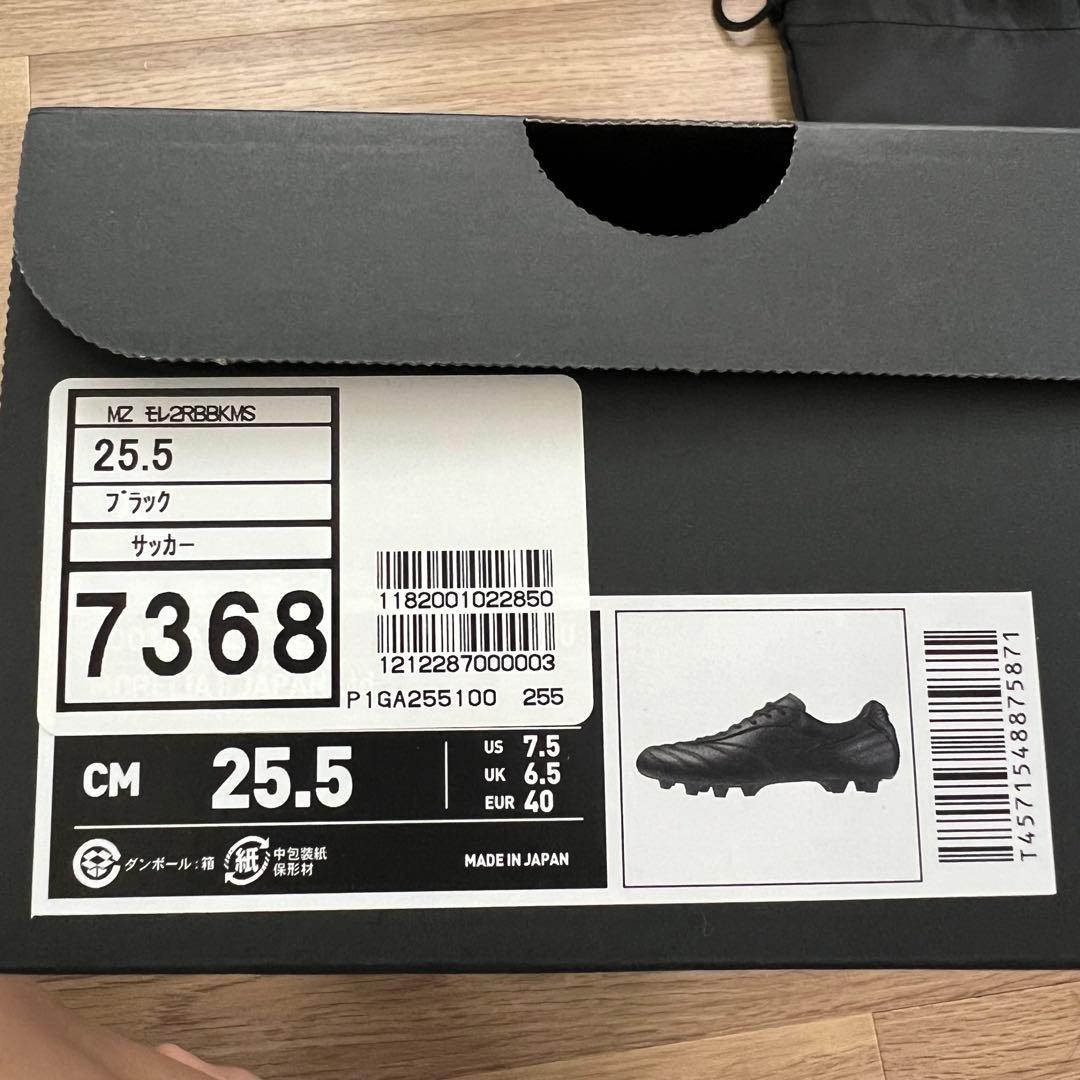 MZ モレ2RBBKMS
25.5
ブラック
サッカー
7368
1182001022850
1212287000003
P1GA255100 255
CM 25.5
US 7.5
UK 6.5
EUR 40
ダンボール:箱
紙 中包装紙
保形材
MADE IN JAPAN
T4571548875871